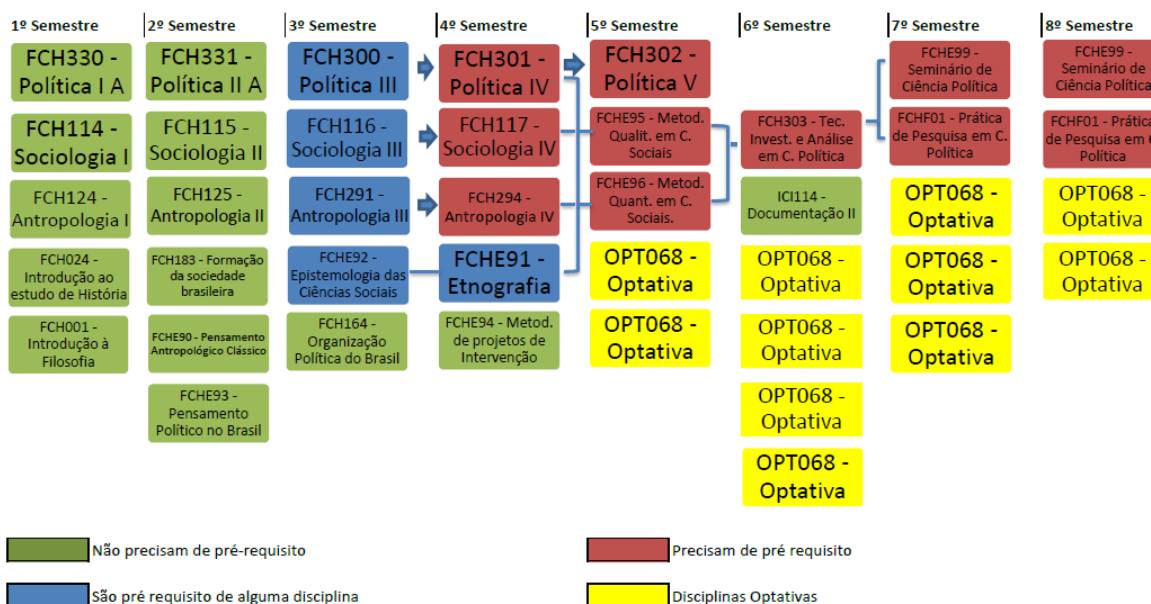 1º Semestre
2º Semestre
3º Semestre
4º Semestre
5º Semestre
6º Semestre
7º Semestre
8º Semestre
FCH330 -
Política I A
FCH114 -
Sociologia I
FCH124 -
Antropologia I
FCH024 -
Introdução ao
estudo de História
FCH001 -
Introdução à
Filosofia
FCH331 -
Política II A
FCH115 -
Sociologia II
FCH125 -
Antropologia II
FCH183 - Formação
da sociedade
brasileira
FCHE90 - Pensamento
Antropológico Clássico
FCHE93 -
Pensamento
Político no Brasil
FCH300 -
Política III
FCH116 -
Sociologia III
FCH291 -
Antropologia III
FCHE92 -
Epistemologia das
Ciências Sociais
FCH164 -
Organização
Política do Brasil
FCH301 -
Política IV
FCH117 -
Sociologia IV
FCH294 -
Antropologia IV
FCHE91 -
Etnografia
FCHE94 - Metod.
de projetos de
Intervenção
FCH302 -
Política V
FCHE95 - Metod.
Qualit. em C.
Sociais
FCHE96 - Metod.
Quant. em C.
Sociais.
OPT068 -
Optativa
OPT068 -
Optativa
FCH303 - Tec.
Invest. e Análise
em C. Política
ICI114 -
Documentação II
OPT068 -
Optativa
OPT068 -
Optativa
OPT068 -
Optativa
OPT068 -
Optativa
FCHE99 -
Seminário de
Ciência Política
FCHF01 - Prática
de Pesquisa em C.
Política
OPT068 -
Optativa
OPT068 -
Optativa
OPT068 -
Optativa
FCHE99 -
Seminário de
Ciência Política
FCHF01 - Prática
de Pesquisa em C.
Política
OPT068 -
Optativa
OPT068 -
Optativa
Não precisam de pré-requisito
Precisam de pré requisito
São pré requisito de alguma disciplina
Disciplinas Optativas